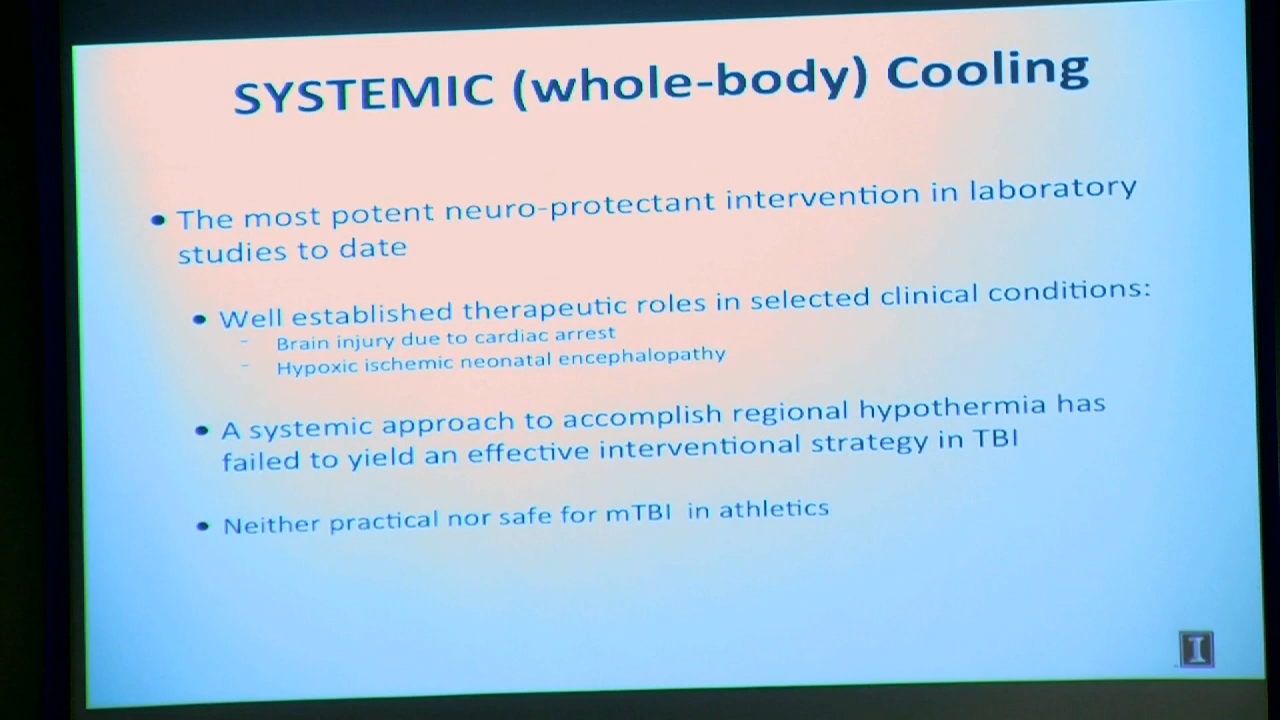 SYSTEMIC (whole-body) Cooling
• The most potent neuro-protectant intervention in laboratory
studies to date
• Well established therapeutic roles in selected clinical conditions:
- Brain injury due to cardiac arrest
- Hypoxic ischemic neonatal encephalopathy
• A systemic approach to accomplish regional hypothermia has
failed to yield an effective interventional strategy in TBI
• Neither practical nor safe for mTBI in athletics
I